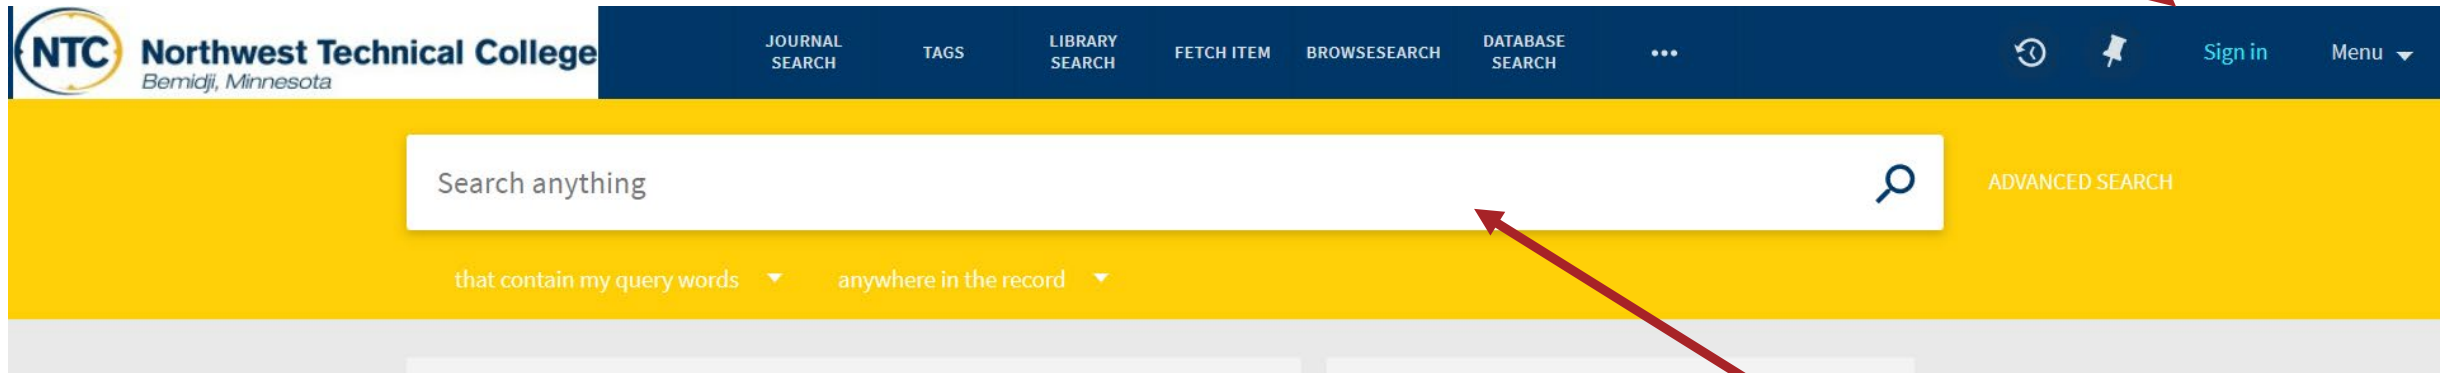 NTC
Northwest Technical College
Bemidji, Minnesota
JOURNAL
SEARCH
TAGS
LIBRARY
SEARCH
FETCH ITEM
BROWSESEARCH
DATABASE
SEARCH
•••
Sign in
Menu
Search anything
ADVANCED SEARCH
that contain my query words
anywhere in the record